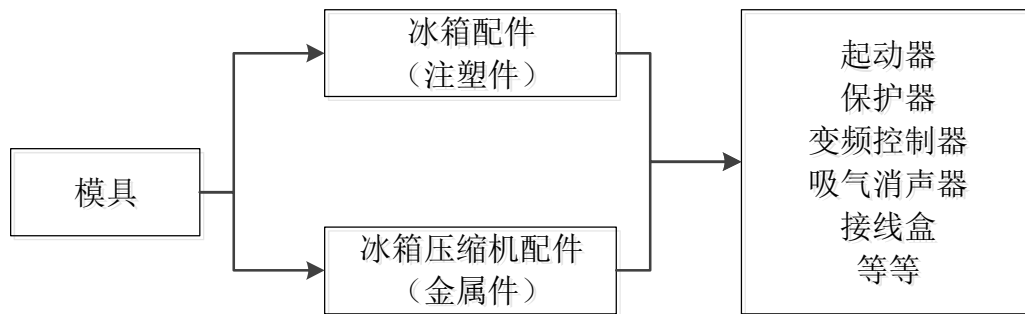 模具
冰箱配件
（注塑件）
冰箱压缩机配件
（金属件）
起动器
保护器
变频控制器
吸气消声器
接线盒
等等